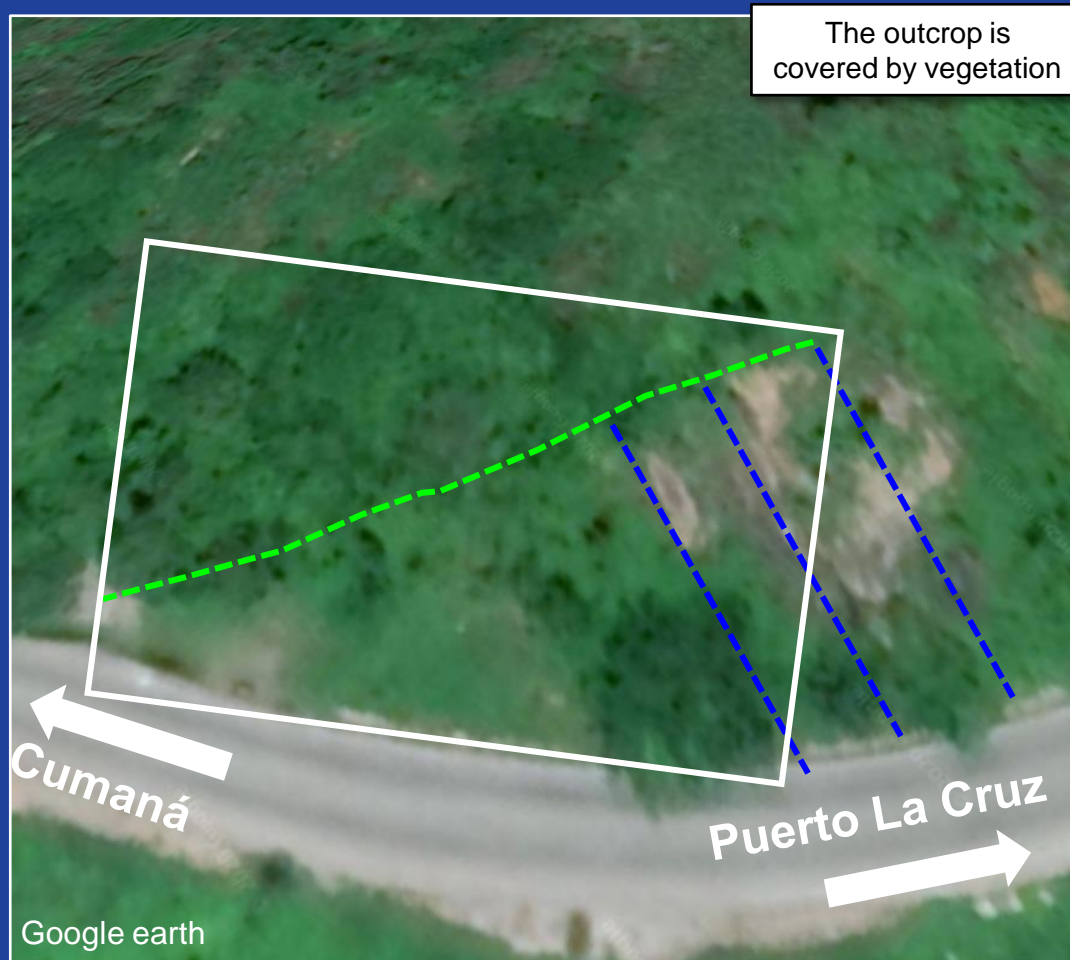 The outcrop is
covered by vegetation
Cumaná
Puerto La Cruz
Google earth